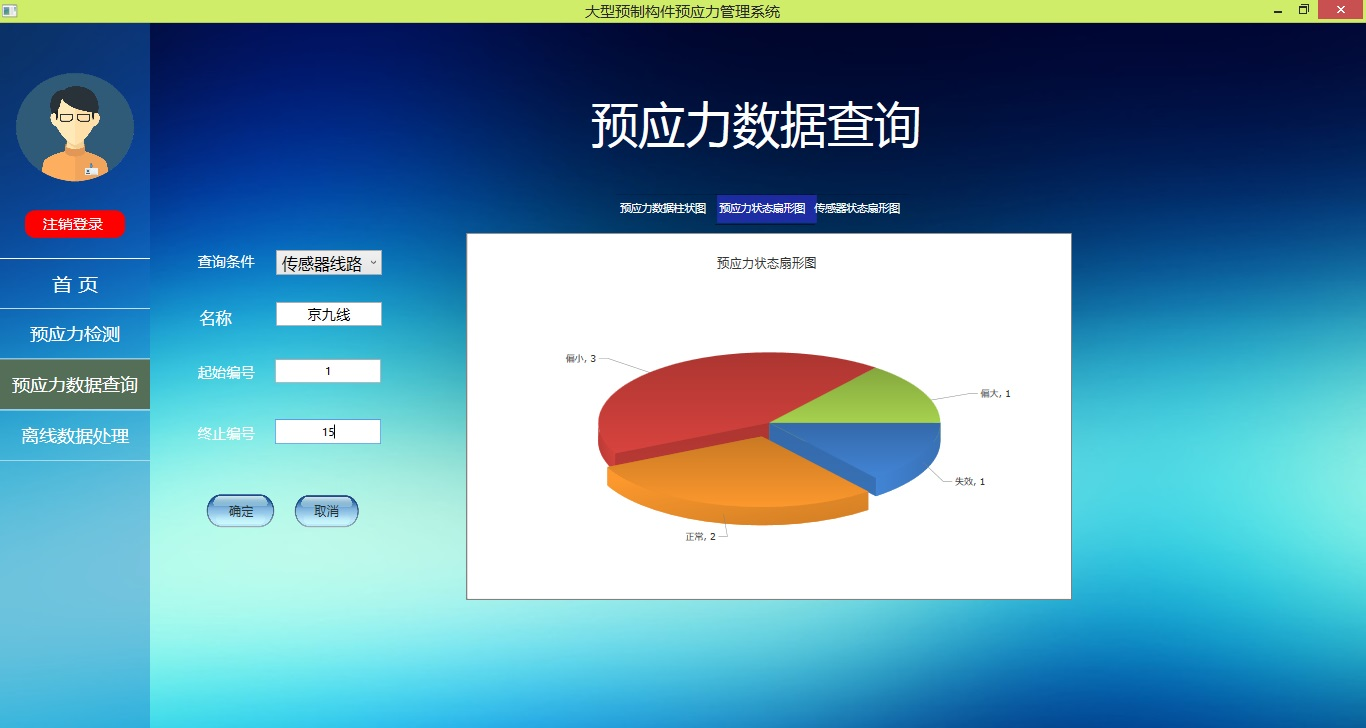 大型预制构件预应力管理系统
注销登录
首 页
预应力检测
预应力数据查询
离线数据处理
预应力数据查询
预应力数据柱状图 预应力状态扇形图 传感器状态扇形图
查询条件 传感器线路
名称 京九线
起始编号 1
终止编号 15
确定 取消
预应力状态扇形图
偏小, 3
偏大, 1
失效, 1
正常, 2